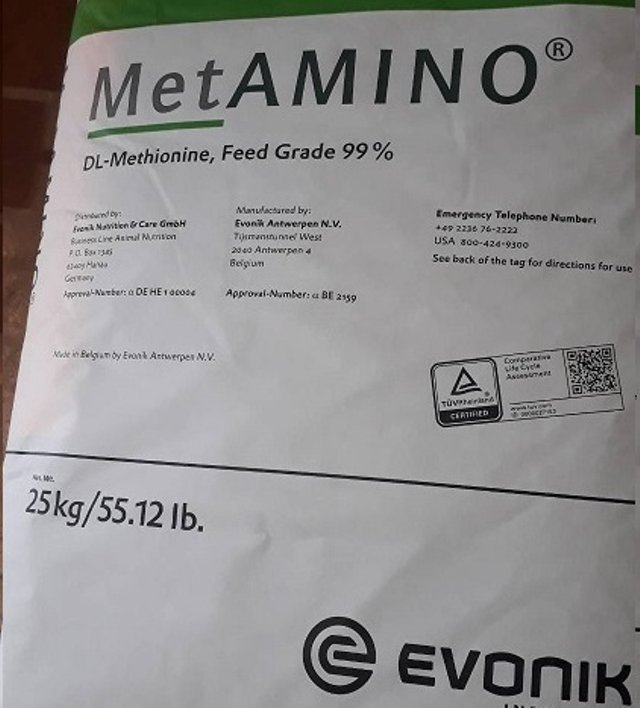 MetAMINO®
DL-Methionine, Feed Grade 99 %
Distributed by:
Evonik Nutrition & Care GmbH
Business Line Animal Nutrition
P.O. Box 1345
63405 Hanau
Germany
Approval-Number: α DE HE 1 00004
Manufactured by:
Evonik Antwerpen N.V.
Tijsmanstunnel West
2040 Antwerpen 4
Belgium
Approval-Number: α BE 2159
Emergency Telephone Number:
+49 2236 76-2222
USA 800-424-9300
See back of the tag for directions for use
Made in Belgium by Evonik Antwerpen N.V.
TÜVRheinland®
CERTIFIED
Comparative
Life Cycle
Assessment
www.tuv.com
Net. Wt.
25kg/55.12 lb.
EVONIK